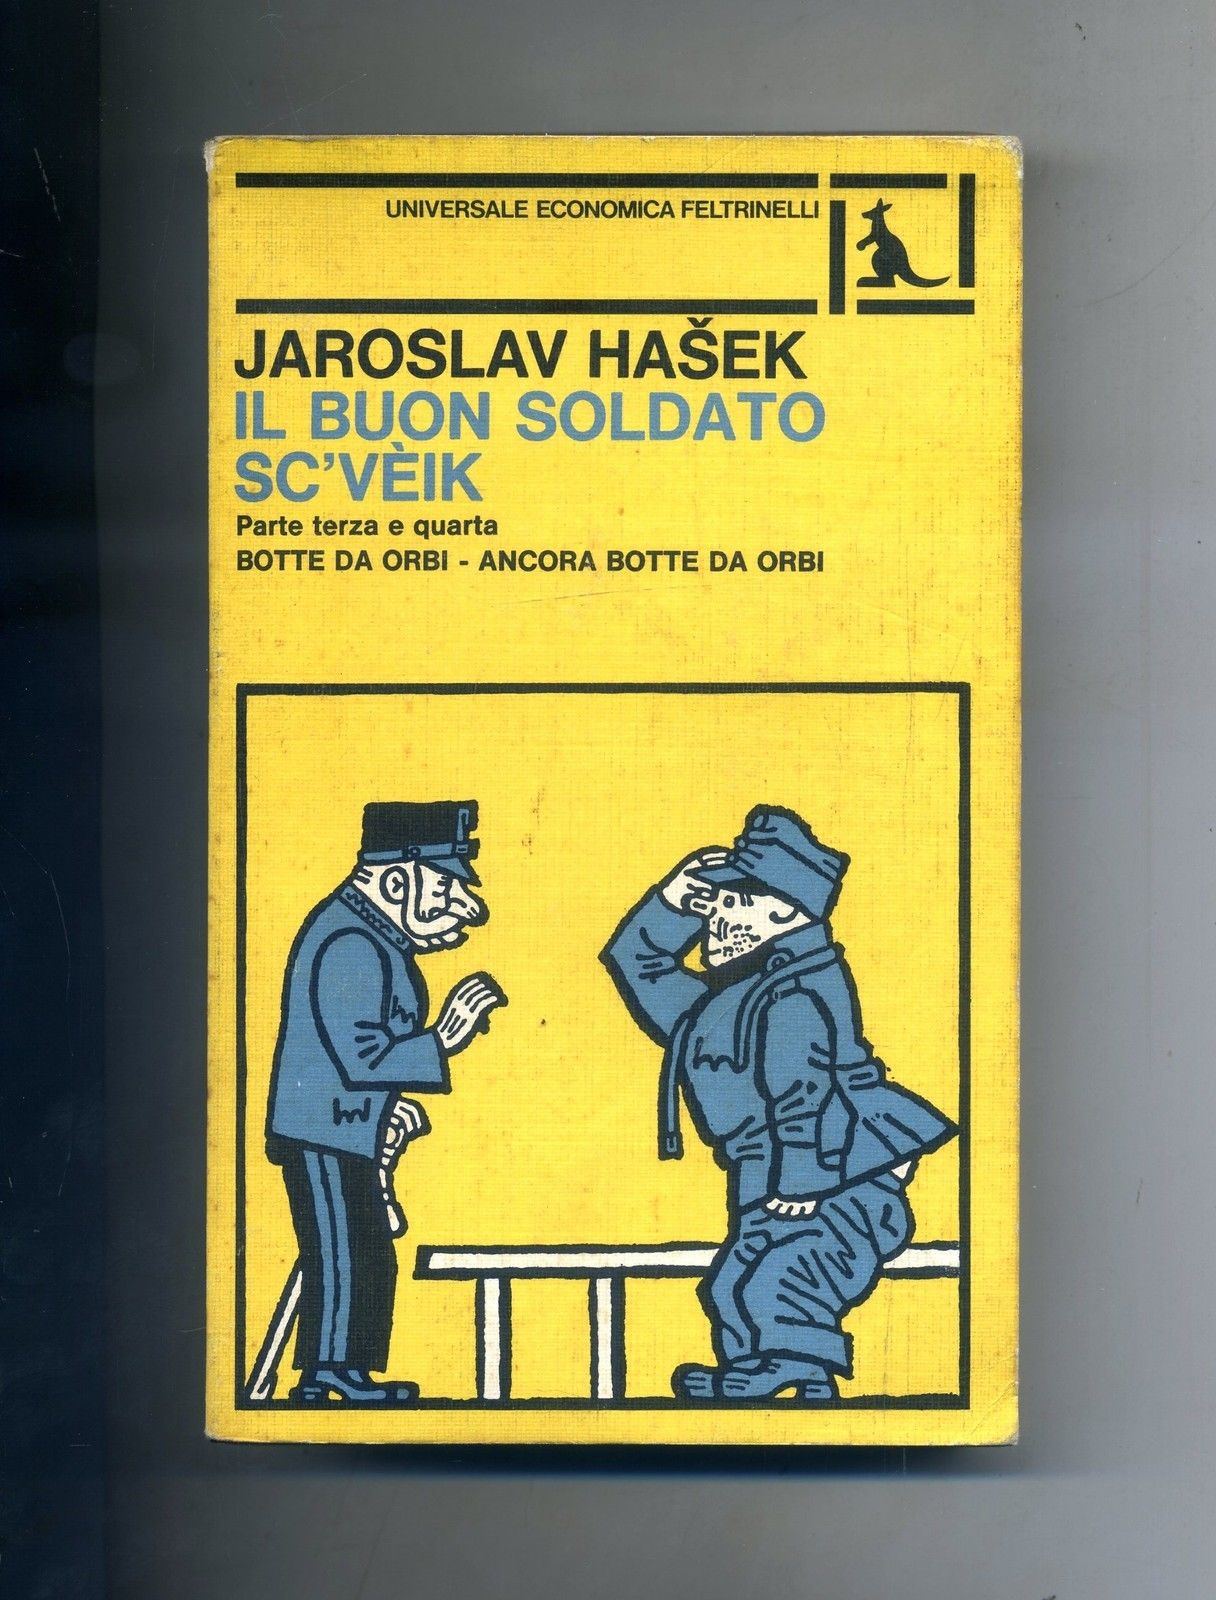 UNIVERSALE ECONOMICA FELTRINELLI
JAROSLAV HAŠEK
IL BUON SOLDATO
SC'VÈIK
Parte terza e quarta
BOTTE DA ORBI - ANCORA BOTTE DA ORBI